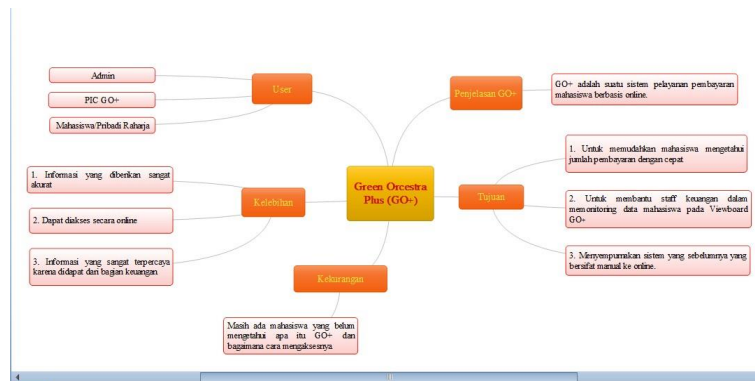 Admin
PIC GO+
Mahasiswa/Pribadi Raharja
User
Penjelasan GO+
GO+ adalah suatu sistem pelayanan pembayaran
mahasiswa berbasis online.
1. Informasi yang diberikan sangat
akurat
2. Dapat diakses secara online
3. Informasi yang sangat terpercaya
karena didapat dari bagian keuangan
Kelebihan
Green Orcestra
Plus (GO+)
Tujuan
1. Untuk memudahkan mahasiswa mengetahui
jumlah pembayaran dengan cepat
2. Untuk membantu staff keuangan dalam
memonitoring data mahasiswa pada Viewboard
GO+
3. Menyempurnakan sistem yang sebelumnya yang
bersifat manual ke online.
Kekurangan
Masih ada mahasiswa yang belum
mengetahui apa itu GO+ dan
bagaimana cara mengaksesnya